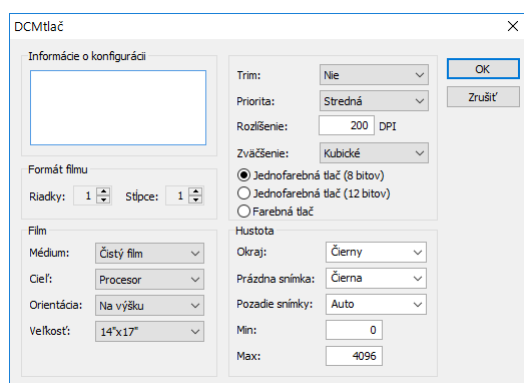 DCMtlač
Informácie o konfigurácii
Formát filmu
Riadky: 1 Stĺpce: 1
Film
Médium: Čistý film
Cieľ: Procesor
Orientácia: Na výšku
Veľkosť: 14"x17"
Trim: Nie
Priorita: Stredná
Rozlíšenie: 200 DPI
Zväčšenie: Kubické
Jednofarebná tlač (8 bitov)
Jednofarebná tlač (12 bitov)
Farebná tlač
Hustota
Okraj: Čierny
Prázdna snímka: Čierna
Pozadie snímky: Auto
Min: 0
Max: 4096
OK
Zrušiť